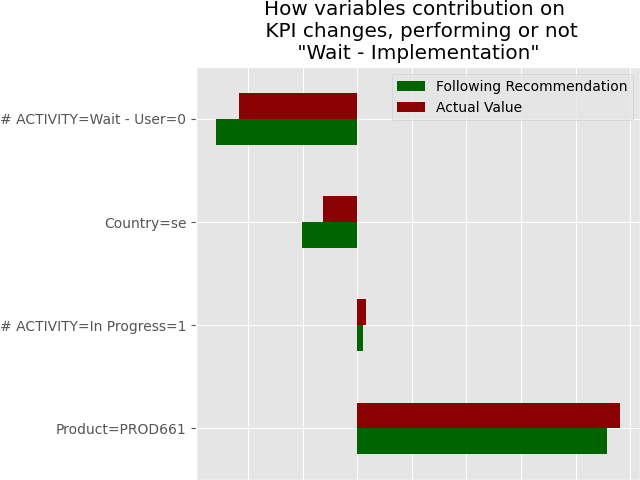 How variables contribution on
KPI changes, performing or not
"Wait - Implementation"
Following Recommendation
Actual Value
# ACTIVITY=Wait - User=0
Country=se
# ACTIVITY=In Progress=1
Product=PROD661